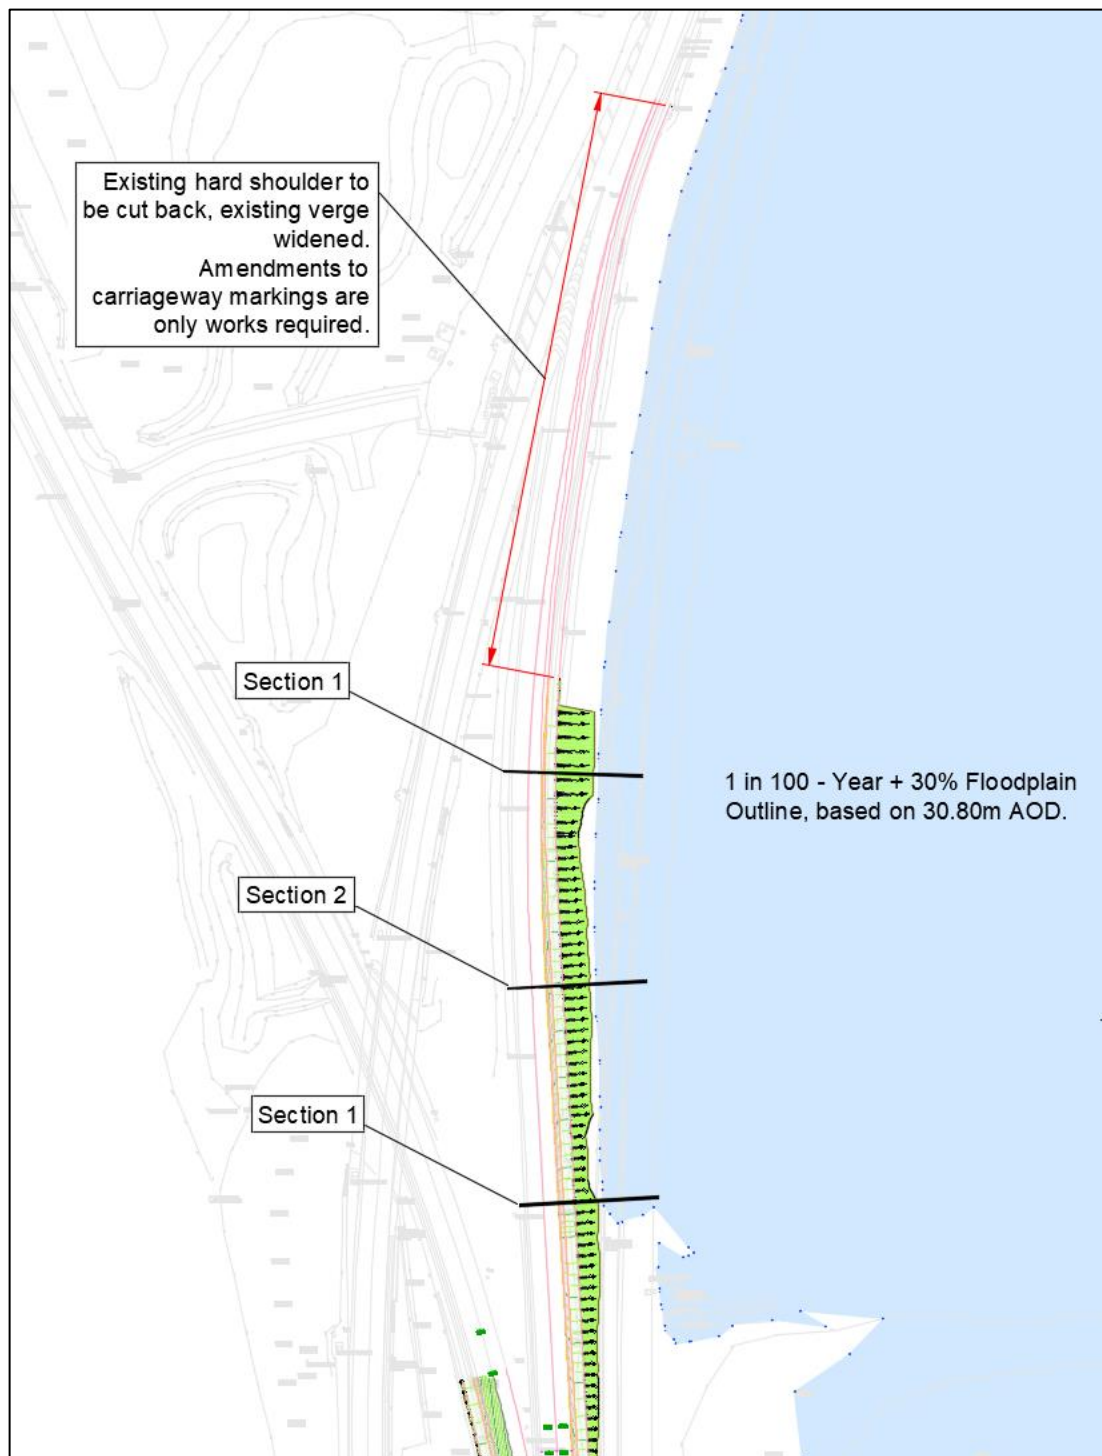 Existing hard shoulder to
be cut back, existing verge
widened.
Amendments to
carriageway markings are
only works required.
Section 1
1 in 100 - Year + 30% Floodplain
Outline, based on 30.80m AOD.
Section 2
Section 1